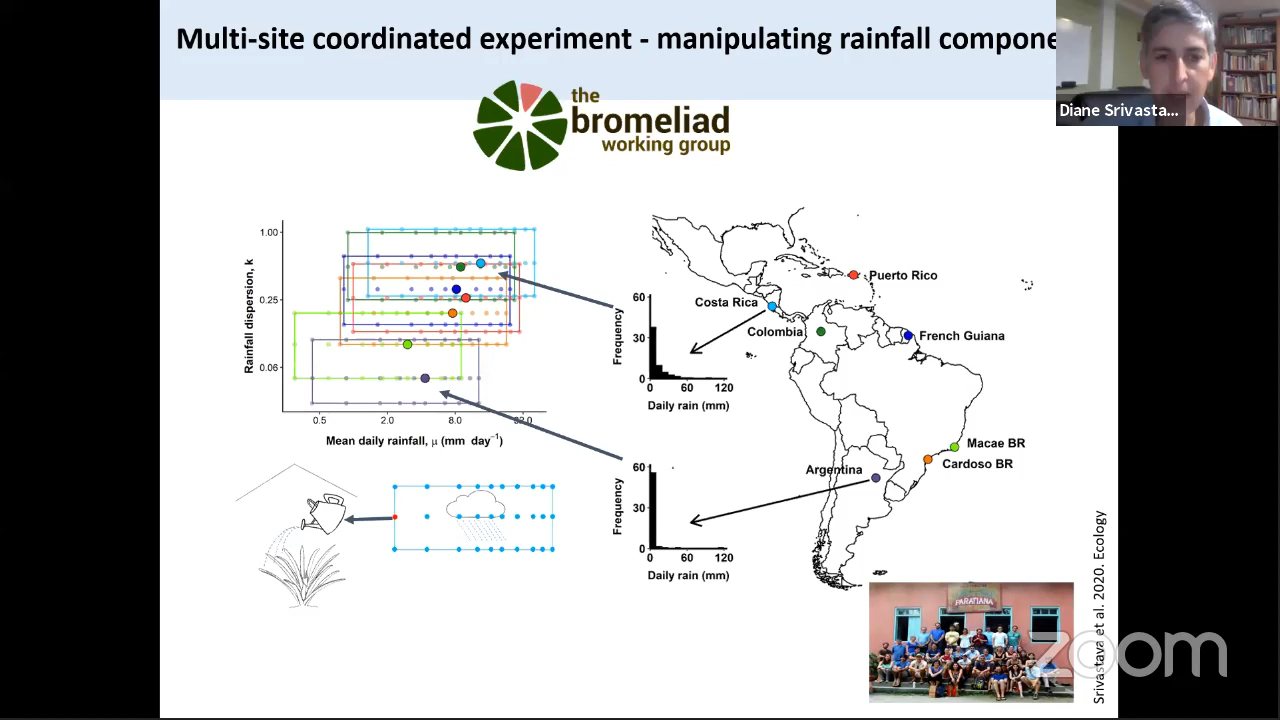 Multi-site coordinated experiment - manipulating rainfall compone
Diane Srivasta...
the
bromeliad
working group
Rainfall dispersion, k
1.00
0.25
0.06
0.5
2.0
8.0
32.0
Mean daily rainfall, μ (mm day⁻¹)
Frequency
60
30
0
0
60
120
Daily rain (mm)
Frequency
60
30
0
0
60
120
Daily rain (mm)
Puerto Rico
Costa Rica
Colombia
French Guiana
Macae BR
Cardoso BR
Argentina
PARATIANA
Srivastava et al. 2020. Ecology
zoom